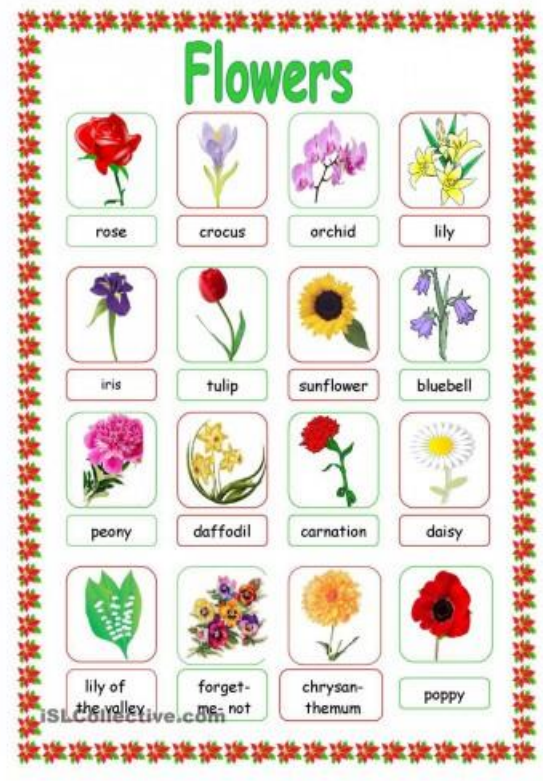 Flowers
rose
crocus
orchid
lily
iris
tulip
sunflower
bluebell
peony
daffodil
carnation
daisy
lily of
the valley
forget-
me- not
chrysan-
themum
poppy
iSLCollective.com